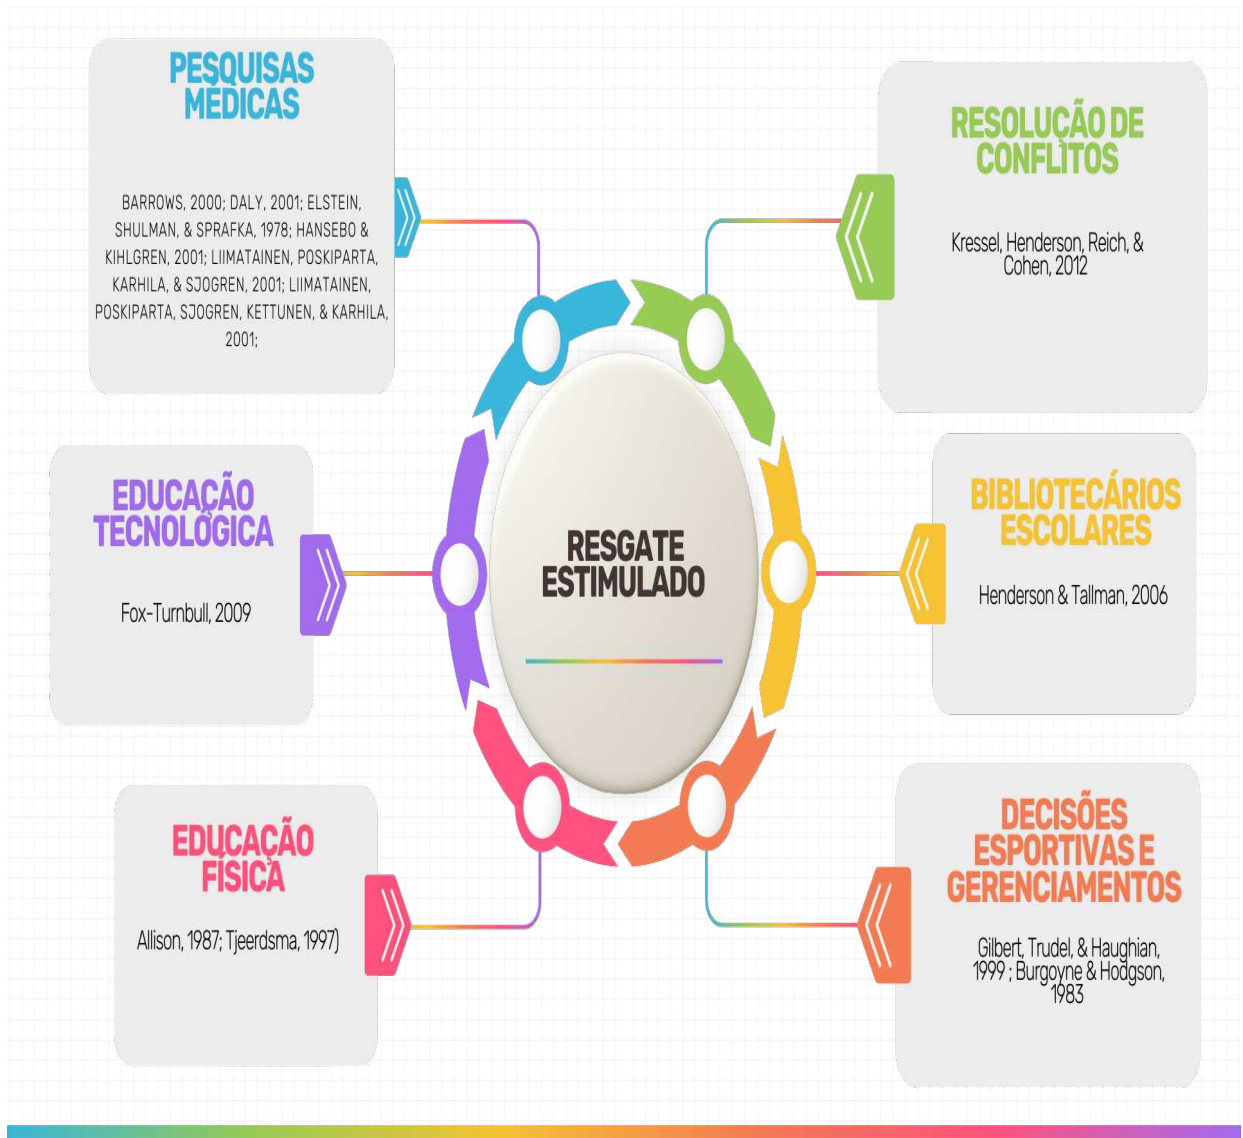 PESQUISAS
MÉDICAS
BARROWS, 2000; DALY, 2001; ELSTEIN,
SHULMAN, & SPRAFKA, 1978; HANSEBO &
KIHLGREN, 2001; LIIMATAINEN, POSKIPARTA,
KARHILA, & SJOGREN, 2001; LIIMATAINEN,
POSKIPARTA, SJOGREN, KETTUNEN, & KARHILA,
2001;
RESOLUÇÃO DE
CONFLITOS
Kressel, Henderson, Reich, &
Cohen, 2012
EDUCAÇÃO
TECNOLÓGICA
Fox-Turnbull, 2009
RESGATE
ESTIMULADO
BIBLIOTECÁRIOS
ESCOLARES
Henderson & Tallman, 2006
EDUCAÇÃO
FÍSICA
Allison, 1987; Tjeerdsma, 1997)
DECISÕES
ESPORTIVAS E
GERENCIAMENTOS
Gilbert, Trudel, & Haughian,
1999 ; Burgoyne & Hodgson,
1983